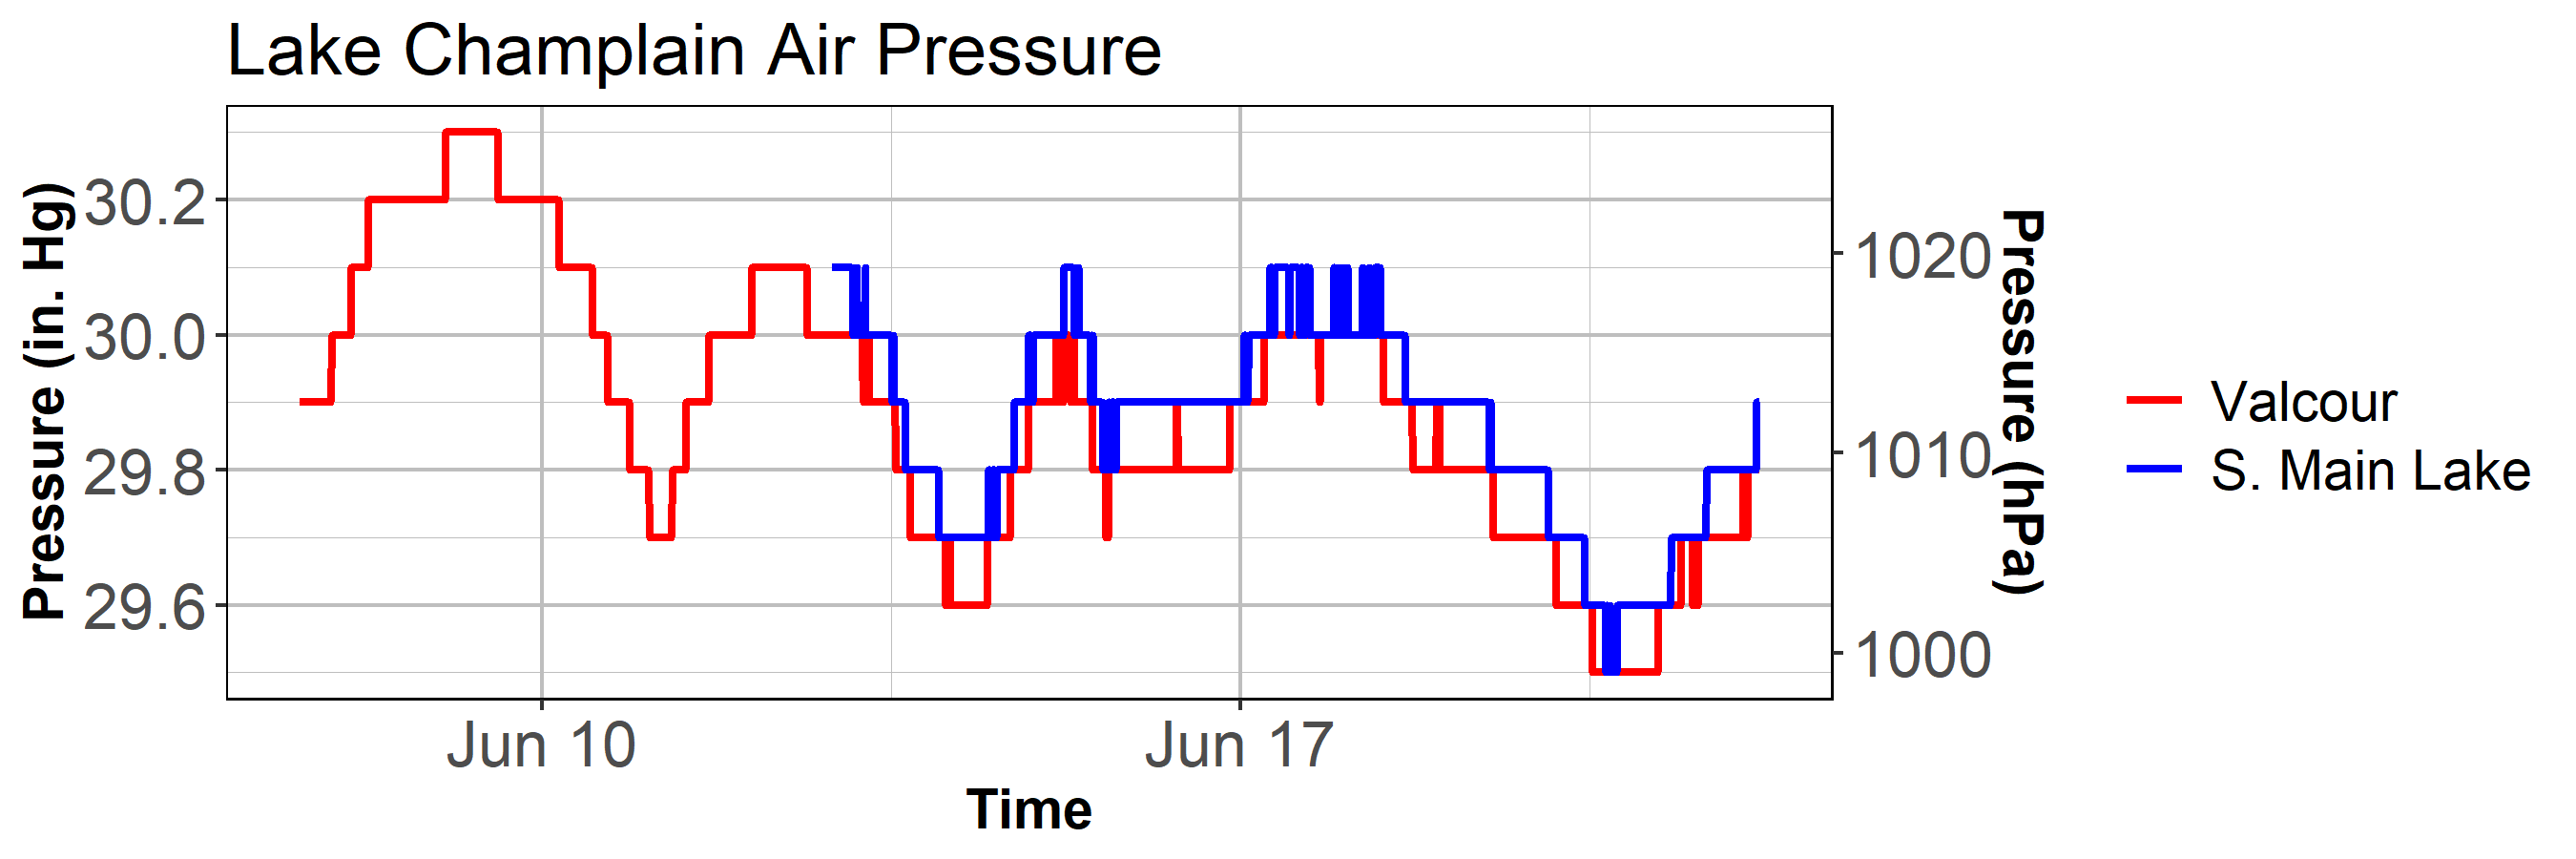 Lake Champlain Air Pressure
Pressure (in. Hg)
30.2
30.0
29.8
29.6
Jun 10
Jun 17
Time
1020
1010
1000
Pressure (hPa)
Valcour
S. Main Lake